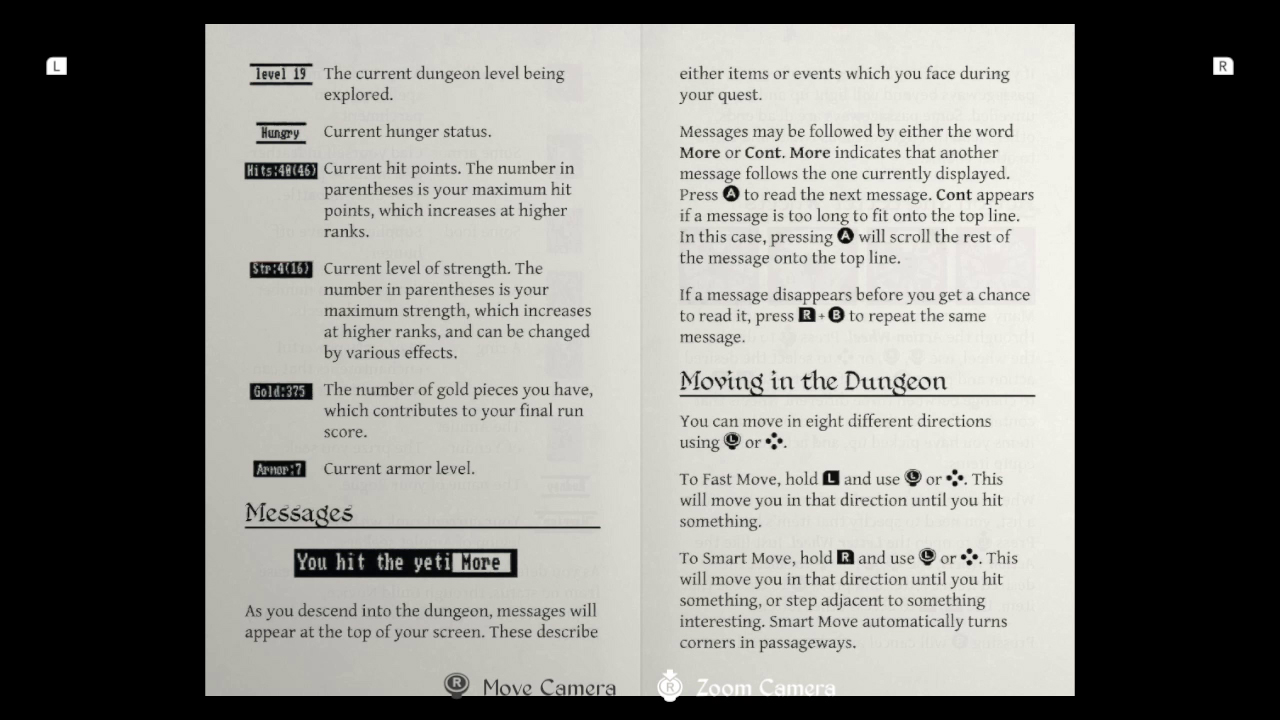 L
R
level 19 The current dungeon level being
explored.
Hungry Current hunger status.
Hits:40(46) Current hit points. The number in
parentheses is your maximum hit
points, which increases at higher
ranks.
Str:4(16) Current level of strength. The
number in parentheses is your
maximum strength, which increases
at higher ranks, and can be changed
by various effects.
Gold:375 The number of gold pieces you have,
which contributes to your final run
score.
Armor:7 Current armor level.
Messages
You hit the yeti More
As you descend into the dungeon, messages will
appear at the top of your screen. These describe
either items or events which you face during
your quest.
Messages may be followed by either the word
More or Cont. More indicates that another
message follows the one currently displayed.
Press A to read the next message. Cont appears
if a message is too long to fit onto the top line.
In this case, pressing A will scroll the rest of
the message onto the top line.
If a message disappears before you get a chance
to read it, press R + B to repeat the same
message.
Moving in the Dungeon
You can move in eight different directions
using L or .
To Fast Move, hold L and use L or . This
will move you in that direction until you hit
something.
To Smart Move, hold R and use L or . This
will move you in that direction until you hit
something, or step adjacent to something
interesting. Smart Move automatically turns
corners in passageways.
R Move Camera
R Zoom Camera